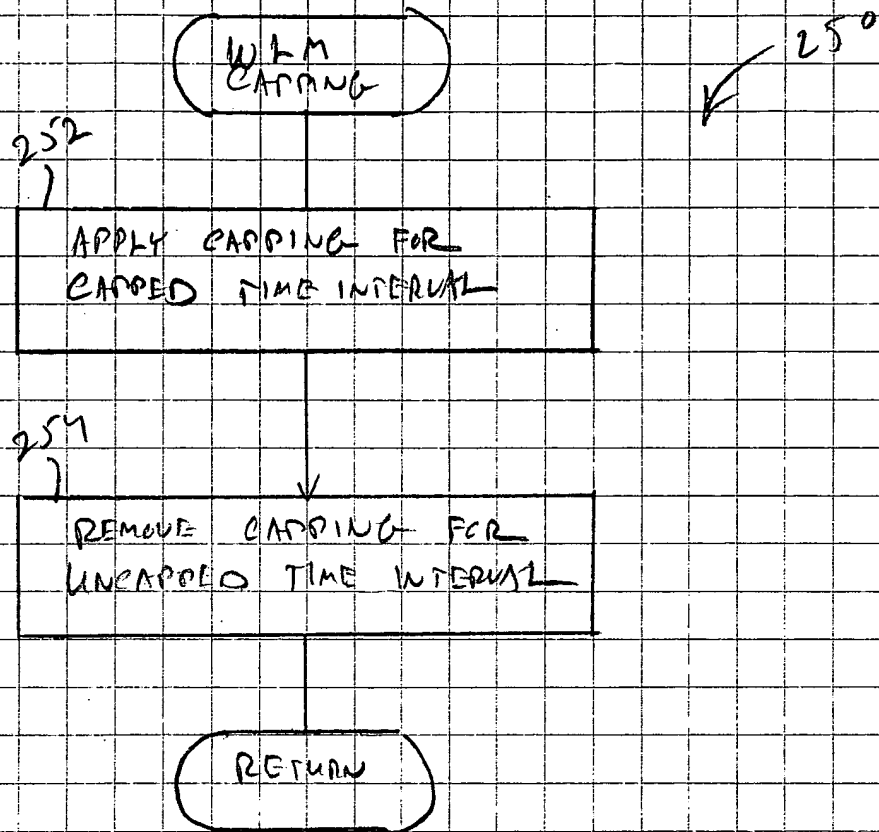 WLM
CAPPING
250
252
APPLY CAPPING FOR
CAPPED TIME INTERVAL
254
REMOVE CAPPING FOR
UNCAPPED TIME INTERVAL
RETURN